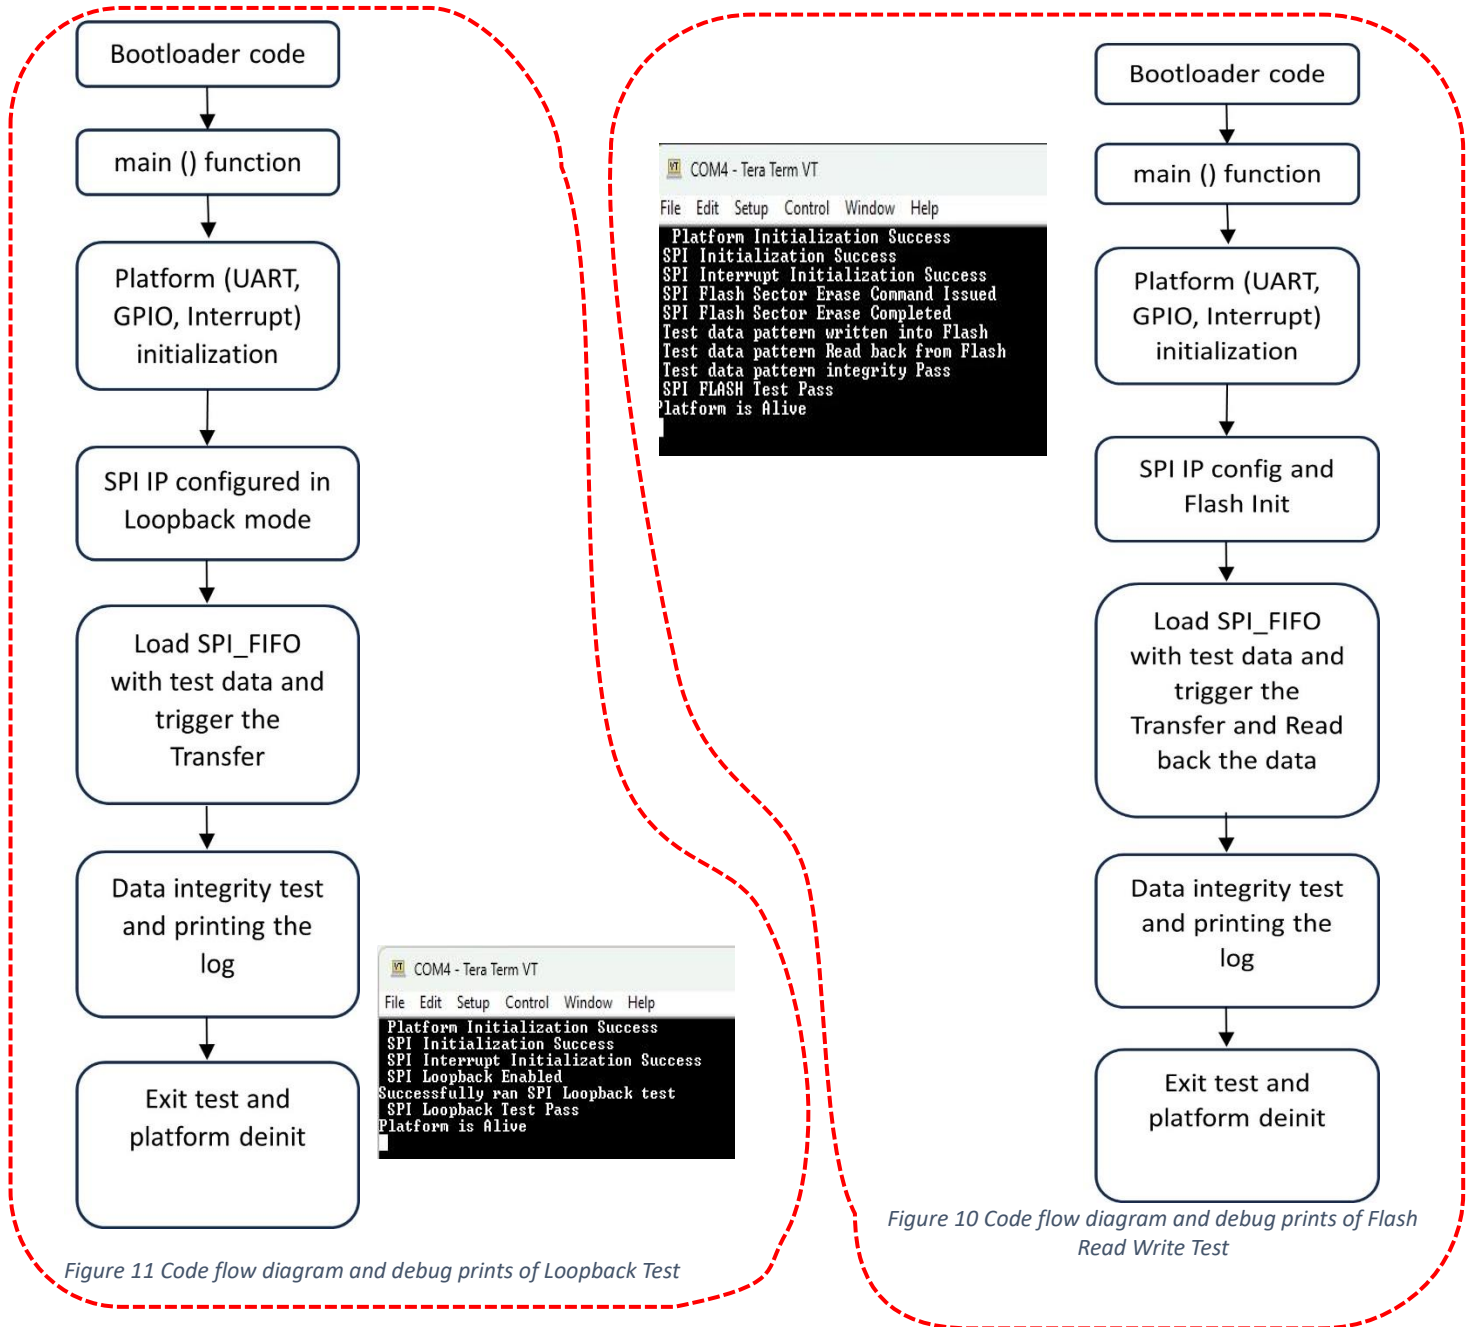 Bootloader code
main () function
Platform (UART,
GPIO, Interrupt)
initialization
SPI IP configured in
Loopback mode
Load SPI_FIFO
with test data and
trigger the
Transfer
Data integrity test
and printing the
log
Exit test and
platform deinit
COM4 - Tera Term VT
File Edit Setup Control Window Help
Platform Initialization Success
SPI Initialization Success
SPI Interrupt Initialization Success
SPI Loopback Enabled
Successfully ran SPI Loopback test
SPI Loopback Test Pass
Platform is Alive
Figure 11 Code flow diagram and debug prints of Loopback Test
COM4 - Tera Term VT
File Edit Setup Control Window Help
Platform Initialization Success
SPI Initialization Success
SPI Interrupt Initialization Success
SPI Flash Sector Erase Command Issued
SPI Flash Sector Erase Completed
Test data pattern written into Flash
Test data pattern Read back from Flash
Test data pattern integrity Pass
SPI FLASH Test Pass
Platform is Alive
Bootloader code
main () function
Platform (UART,
GPIO, Interrupt)
initialization
SPI IP config and
Flash Init
Load SPI_FIFO
with test data and
trigger the
Transfer and Read
back the data
Data integrity test
and printing the
log
Exit test and
platform deinit
Figure 10 Code flow diagram and debug prints of Flash
Read Write Test